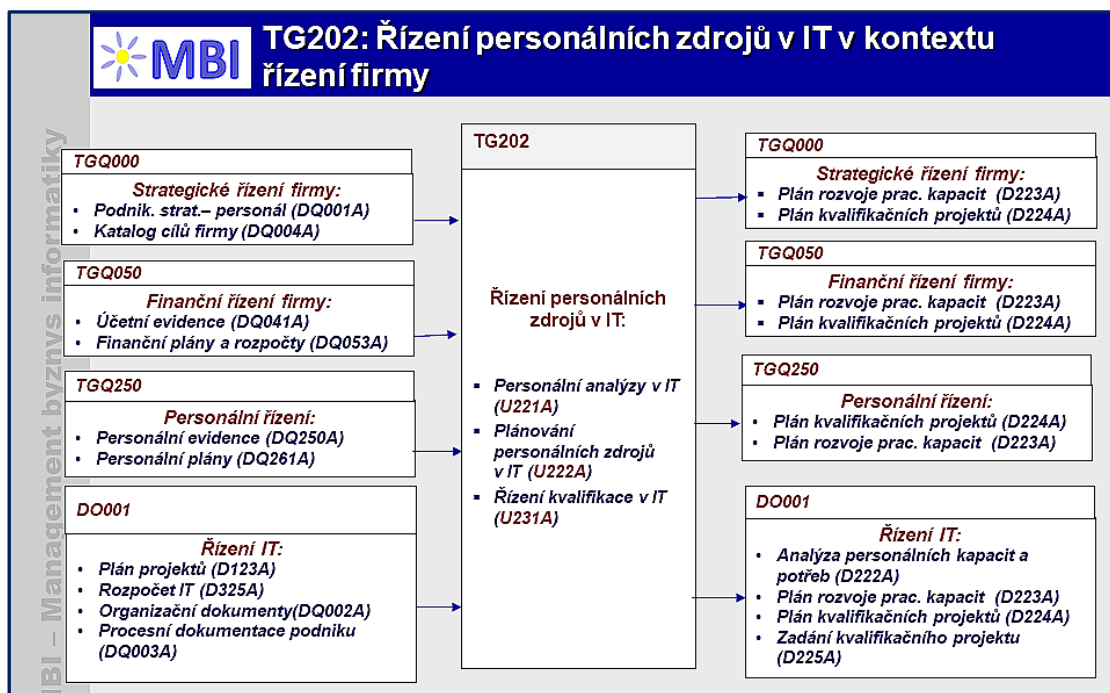 MBI
TG202: Řízení personálních zdrojů v IT v kontextu
řízení firmy
MBI – Management byznys informatiky
TGQ000
Strategické řízení firmy:
• Podnik. strat.– personál (DQ001A)
• Katalog cílů firmy (DQ004A)
TGQ050
Finanční řízení firmy:
• Účetní evidence (DQ041A)
• Finanční plány a rozpočty (DQ053A)
TGQ250
Personální řízení:
• Personální evidence (DQ250A)
• Personální plány (DQ261A)
DO001
Řízení IT:
• Plán projektů (D123A)
• Rozpočet IT (D325A)
• Organizační dokumenty(DQ002A)
• Procesní dokumentace podniku
(DQ003A)
TG202
Řízení personálních
zdrojů v IT:
▪ Personální analýzy v IT
(U221A)
▪ Plánování
personálních zdrojů
v IT (U222A)
▪ Řízení kvalifikace v IT
(U231A)
TGQ000
Strategické řízení firmy:
▪ Plán rozvoje prac. kapacit (D223A)
▪ Plán kvalifikačních projektů (D224A)
TGQ050
Finanční řízení firmy:
▪ Plán rozvoje prac. kapacit (D223A)
▪ Plán kvalifikačních projektů (D224A)
TGQ250
Personální řízení:
• Plán kvalifikačních projektů (D224A)
• Plán rozvoje prac. kapacit (D223A)
DO001
Řízení IT:
• Analýza personálních kapacit a
potřeb (D222A)
• Plán rozvoje prac. kapacit (D223A)
• Plán kvalifikačních projektů (D224A)
• Zadání kvalifikačního projektu
(D225A)